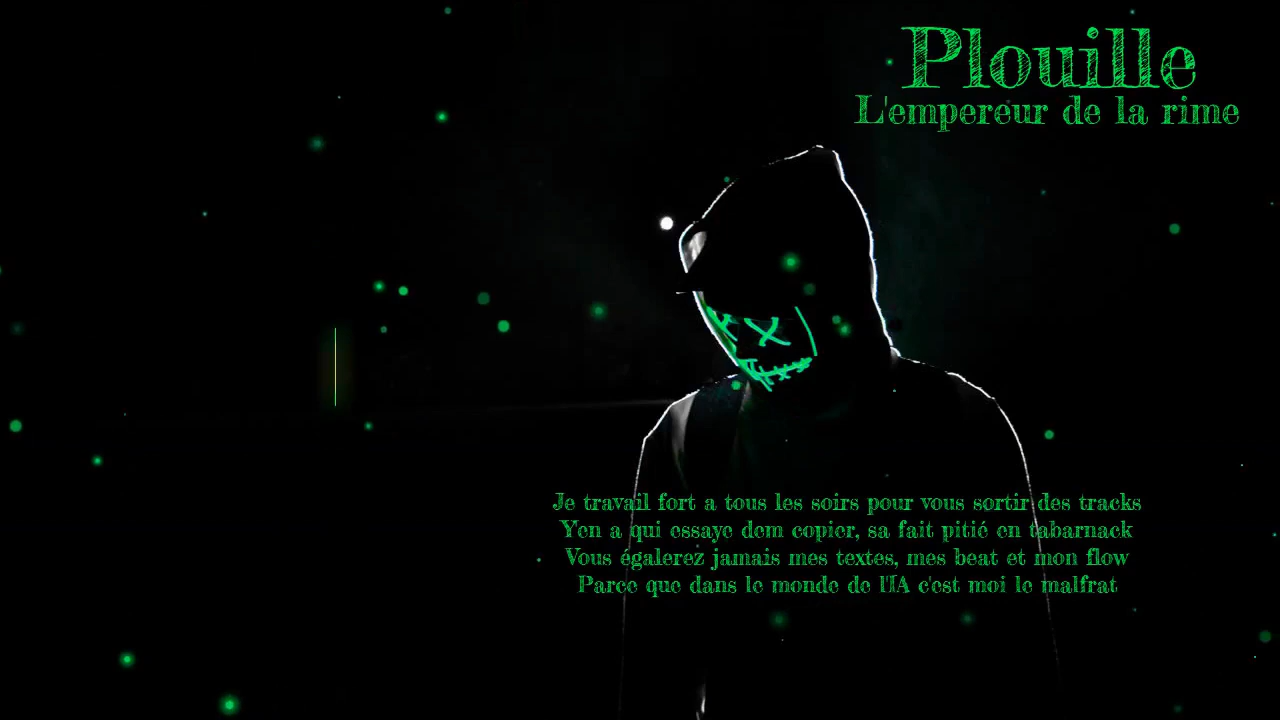 Plouille
L'empereur de la rime
Je travail fort a tous les soirs pour vous sortir des tracks
Yen a qui essaye dem copier, sa fait pitié en tabarnack
Vous égalerez jamais mes textes, mes beat et mon flow
Parce que dans le monde de l'IA c'est moi le malfrat